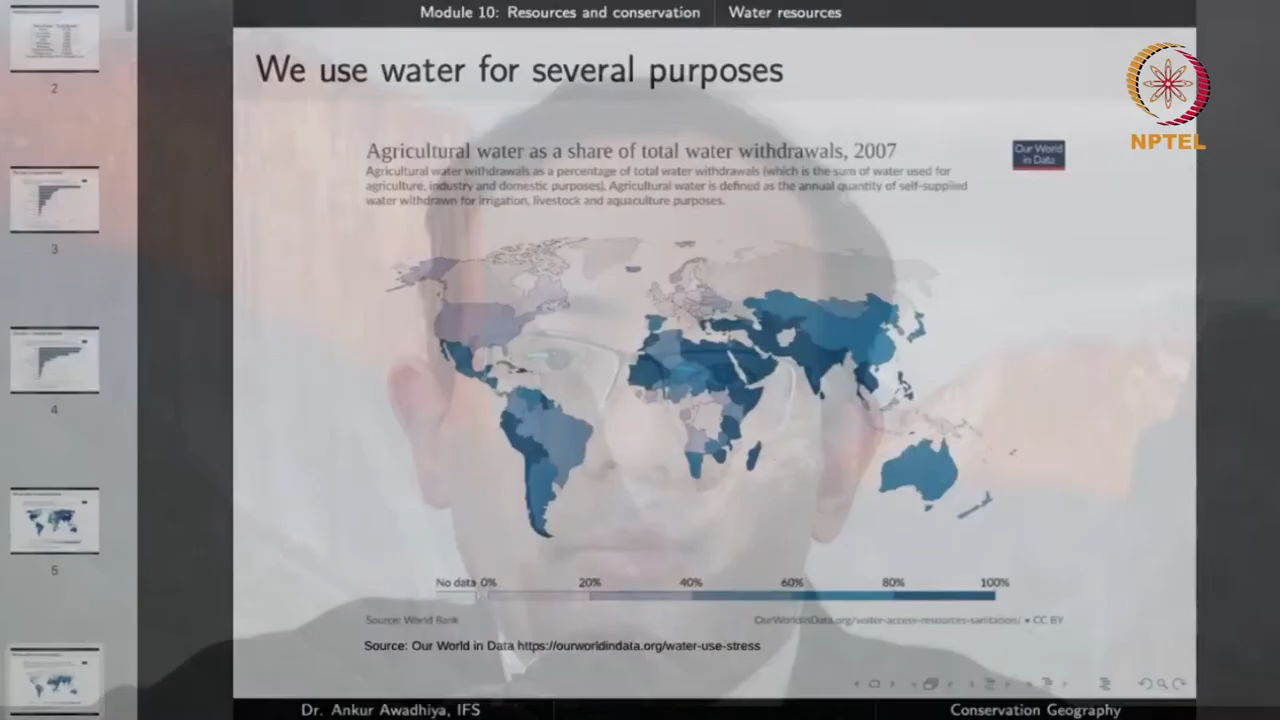 Module 10: Resources and conservation Water resources
We use water for several purposes
NPTEL
Agricultural water as a share of total water withdrawals, 2007
Our World
in Data
Agricultural water withdrawals as a percentage of total water withdrawals (which is the sum of water used for
agriculture, industry and domestic purposes). Agricultural water is defined as the annual quantity of self-supplied
water withdrawn for irrigation, livestock and aquaculture purposes.
No data 0% 20% 40% 60% 80% 100%
Source: World Bank
OurWorldInData.org/water-access-resources-sanitation/ • CC BY
Source: Our World in Data https://ourworldindata.org/water-use-stress
2
3
4
5
Dr. Ankur Awadhiya, IFS Conservation Geography